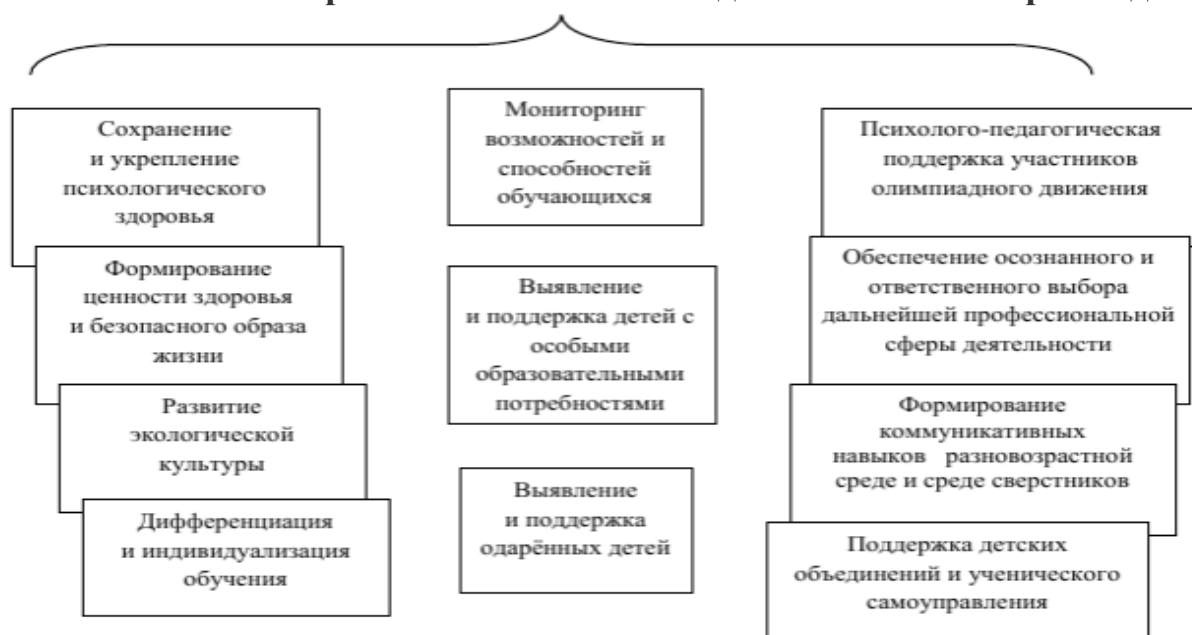 Сохранение
и укрепление
психологического
здоровья
Формирование
ценности здоровья
и безопасного образа
жизни
Развитие
экологической
культуры
Дифференциация
и индивидуализация
обучения
Мониторинг
возможностей и
способностей
обучающихся
Выявление
и поддержка детей с
особыми
образовательными
потребностями
Выявление
и поддержка
одарённых детей
Психолого-педагогическая
поддержка участников
олимпиадного движения
Обеспечение осознанного и
ответственного выбора
дальнейшей профессиональной
сферы деятельности
Формирование
коммуникативных
навыков разновозрастной
среде и среде сверстников
Поддержка детских
объединений и ученического
самоуправления